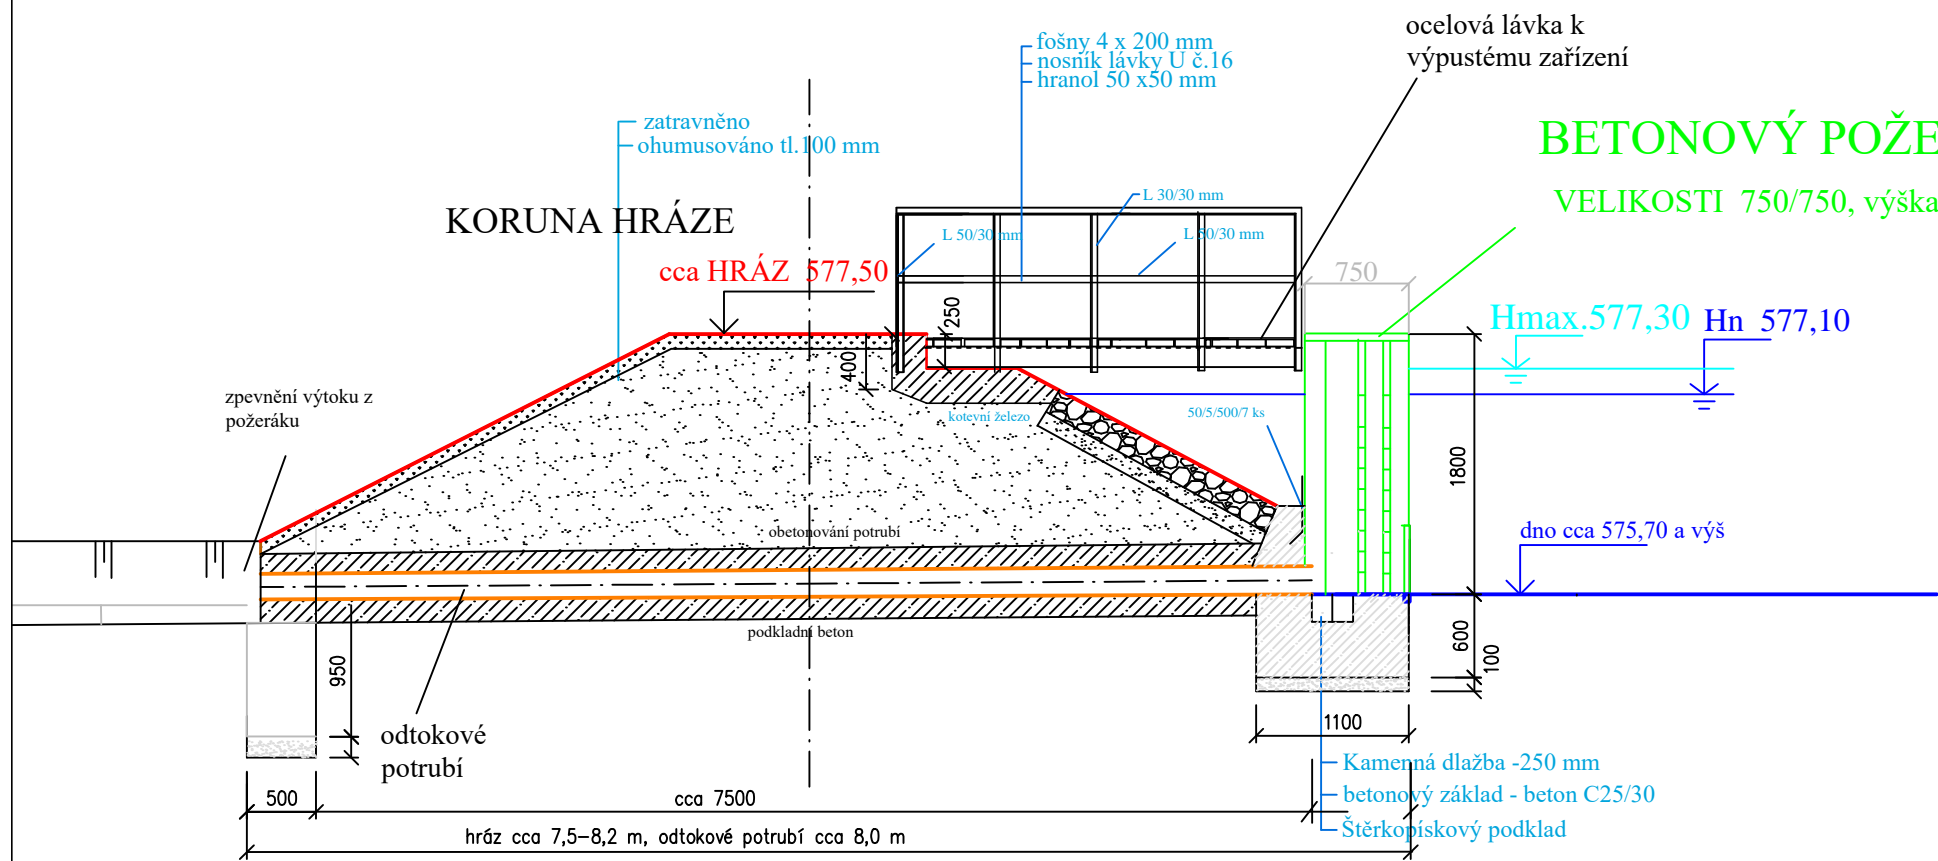 ocelová lávka k
výpustému zařízení
fošny 4 x 200 mm
nosník lávky U č.16
hranol 50 x50 mm
zatravněno
ohumusováno tl.100 mm
BETONOVÝ POŽE
VELIKOSTI 750/750, výška
KORUNA HRÁZE
L 30/30 mm
L 50/30 mm
L 50/30 mm
cca HRÁZ 577,50
750
250
Hmax.577,30
Hn 577,10
400
zpevnění výtoku z
požeráku
kotevní železo
50/5/500/7 ks
1800
obetonování potrubí
dno cca 575,70 a výš
podkladní beton
600
100
950
1100
odtokové
potrubí
Kamenná dlažba -250 mm
betonový základ - beton C25/30
Štěrkopískový podklad
500
cca 7500
hráz cca 7,5-8,2 m, odtokové potrubí cca 8,0 m